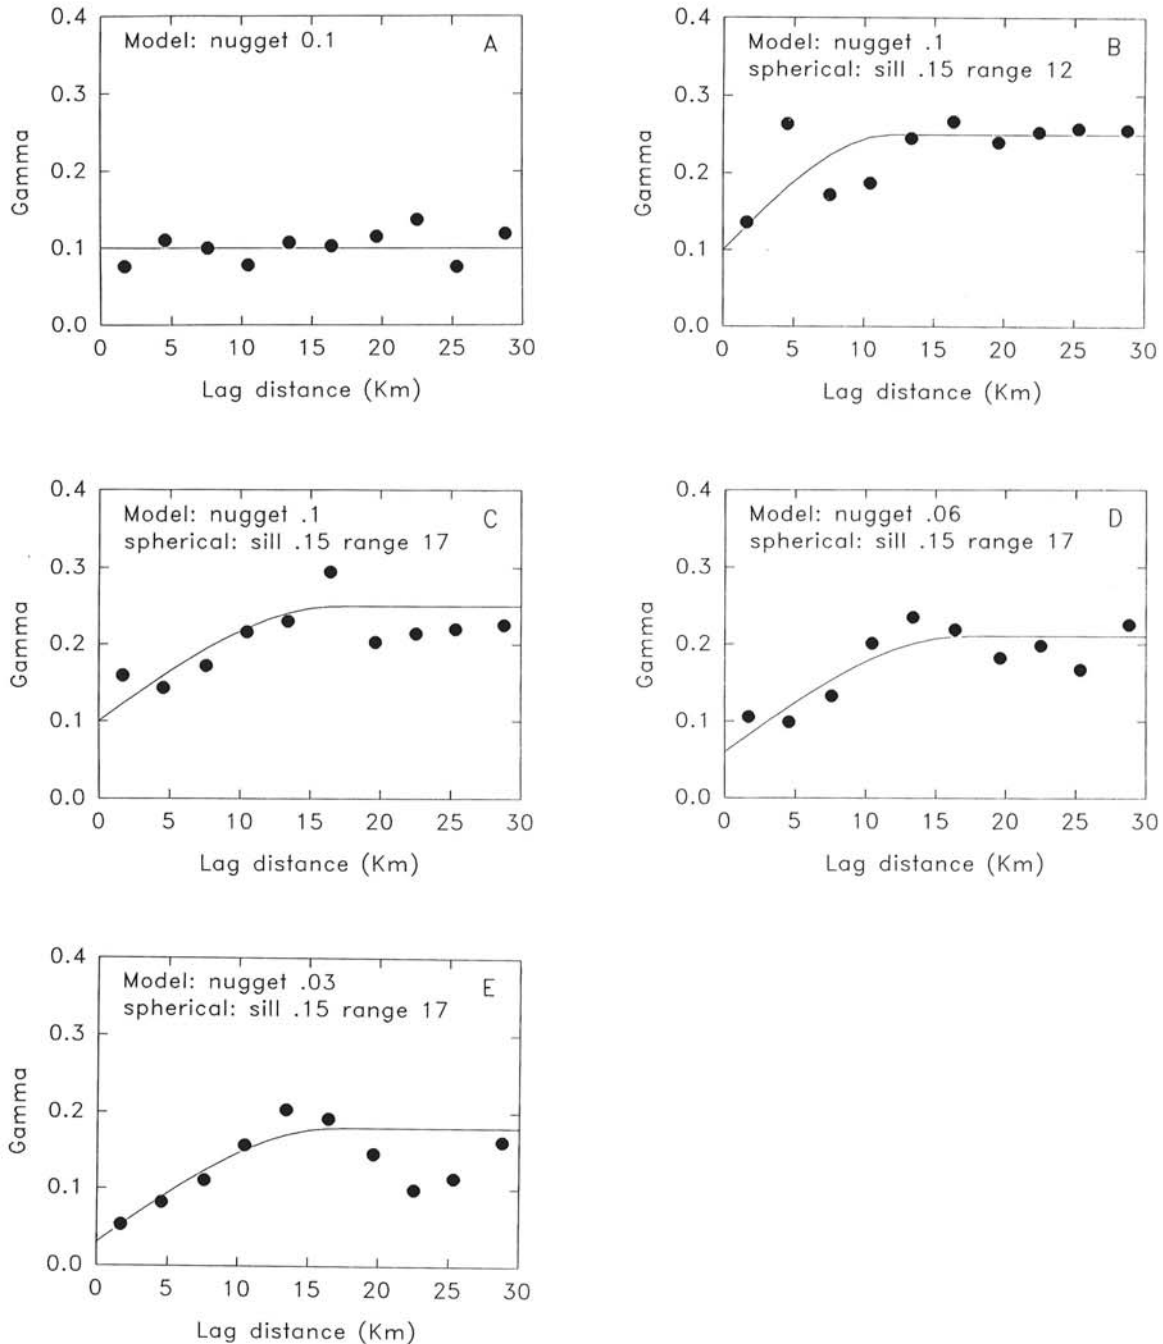 0.4
Model: nugget 0.1
A
0.3
0.2
0.1
0.0
Gamma
0 5 10 15 20 25 30
Lag distance (Km)
0.4
Model: nugget .1
spherical: sill .15 range 12
B
0.3
0.2
0.1
0.0
Gamma
0 5 10 15 20 25 30
Lag distance (Km)
0.4
Model: nugget .1
spherical: sill .15 range 17
C
0.3
0.2
0.1
0.0
Gamma
0 5 10 15 20 25 30
Lag distance (Km)
0.4
Model: nugget .06
spherical: sill .15 range 17
D
0.3
0.2
0.1
0.0
Gamma
0 5 10 15 20 25 30
Lag distance (Km)
0.4
Model: nugget .03
spherical: sill .15 range 17
E
0.3
0.2
0.1
0.0
Gamma
0 5 10 15 20 25 30
Lag distance (Km)